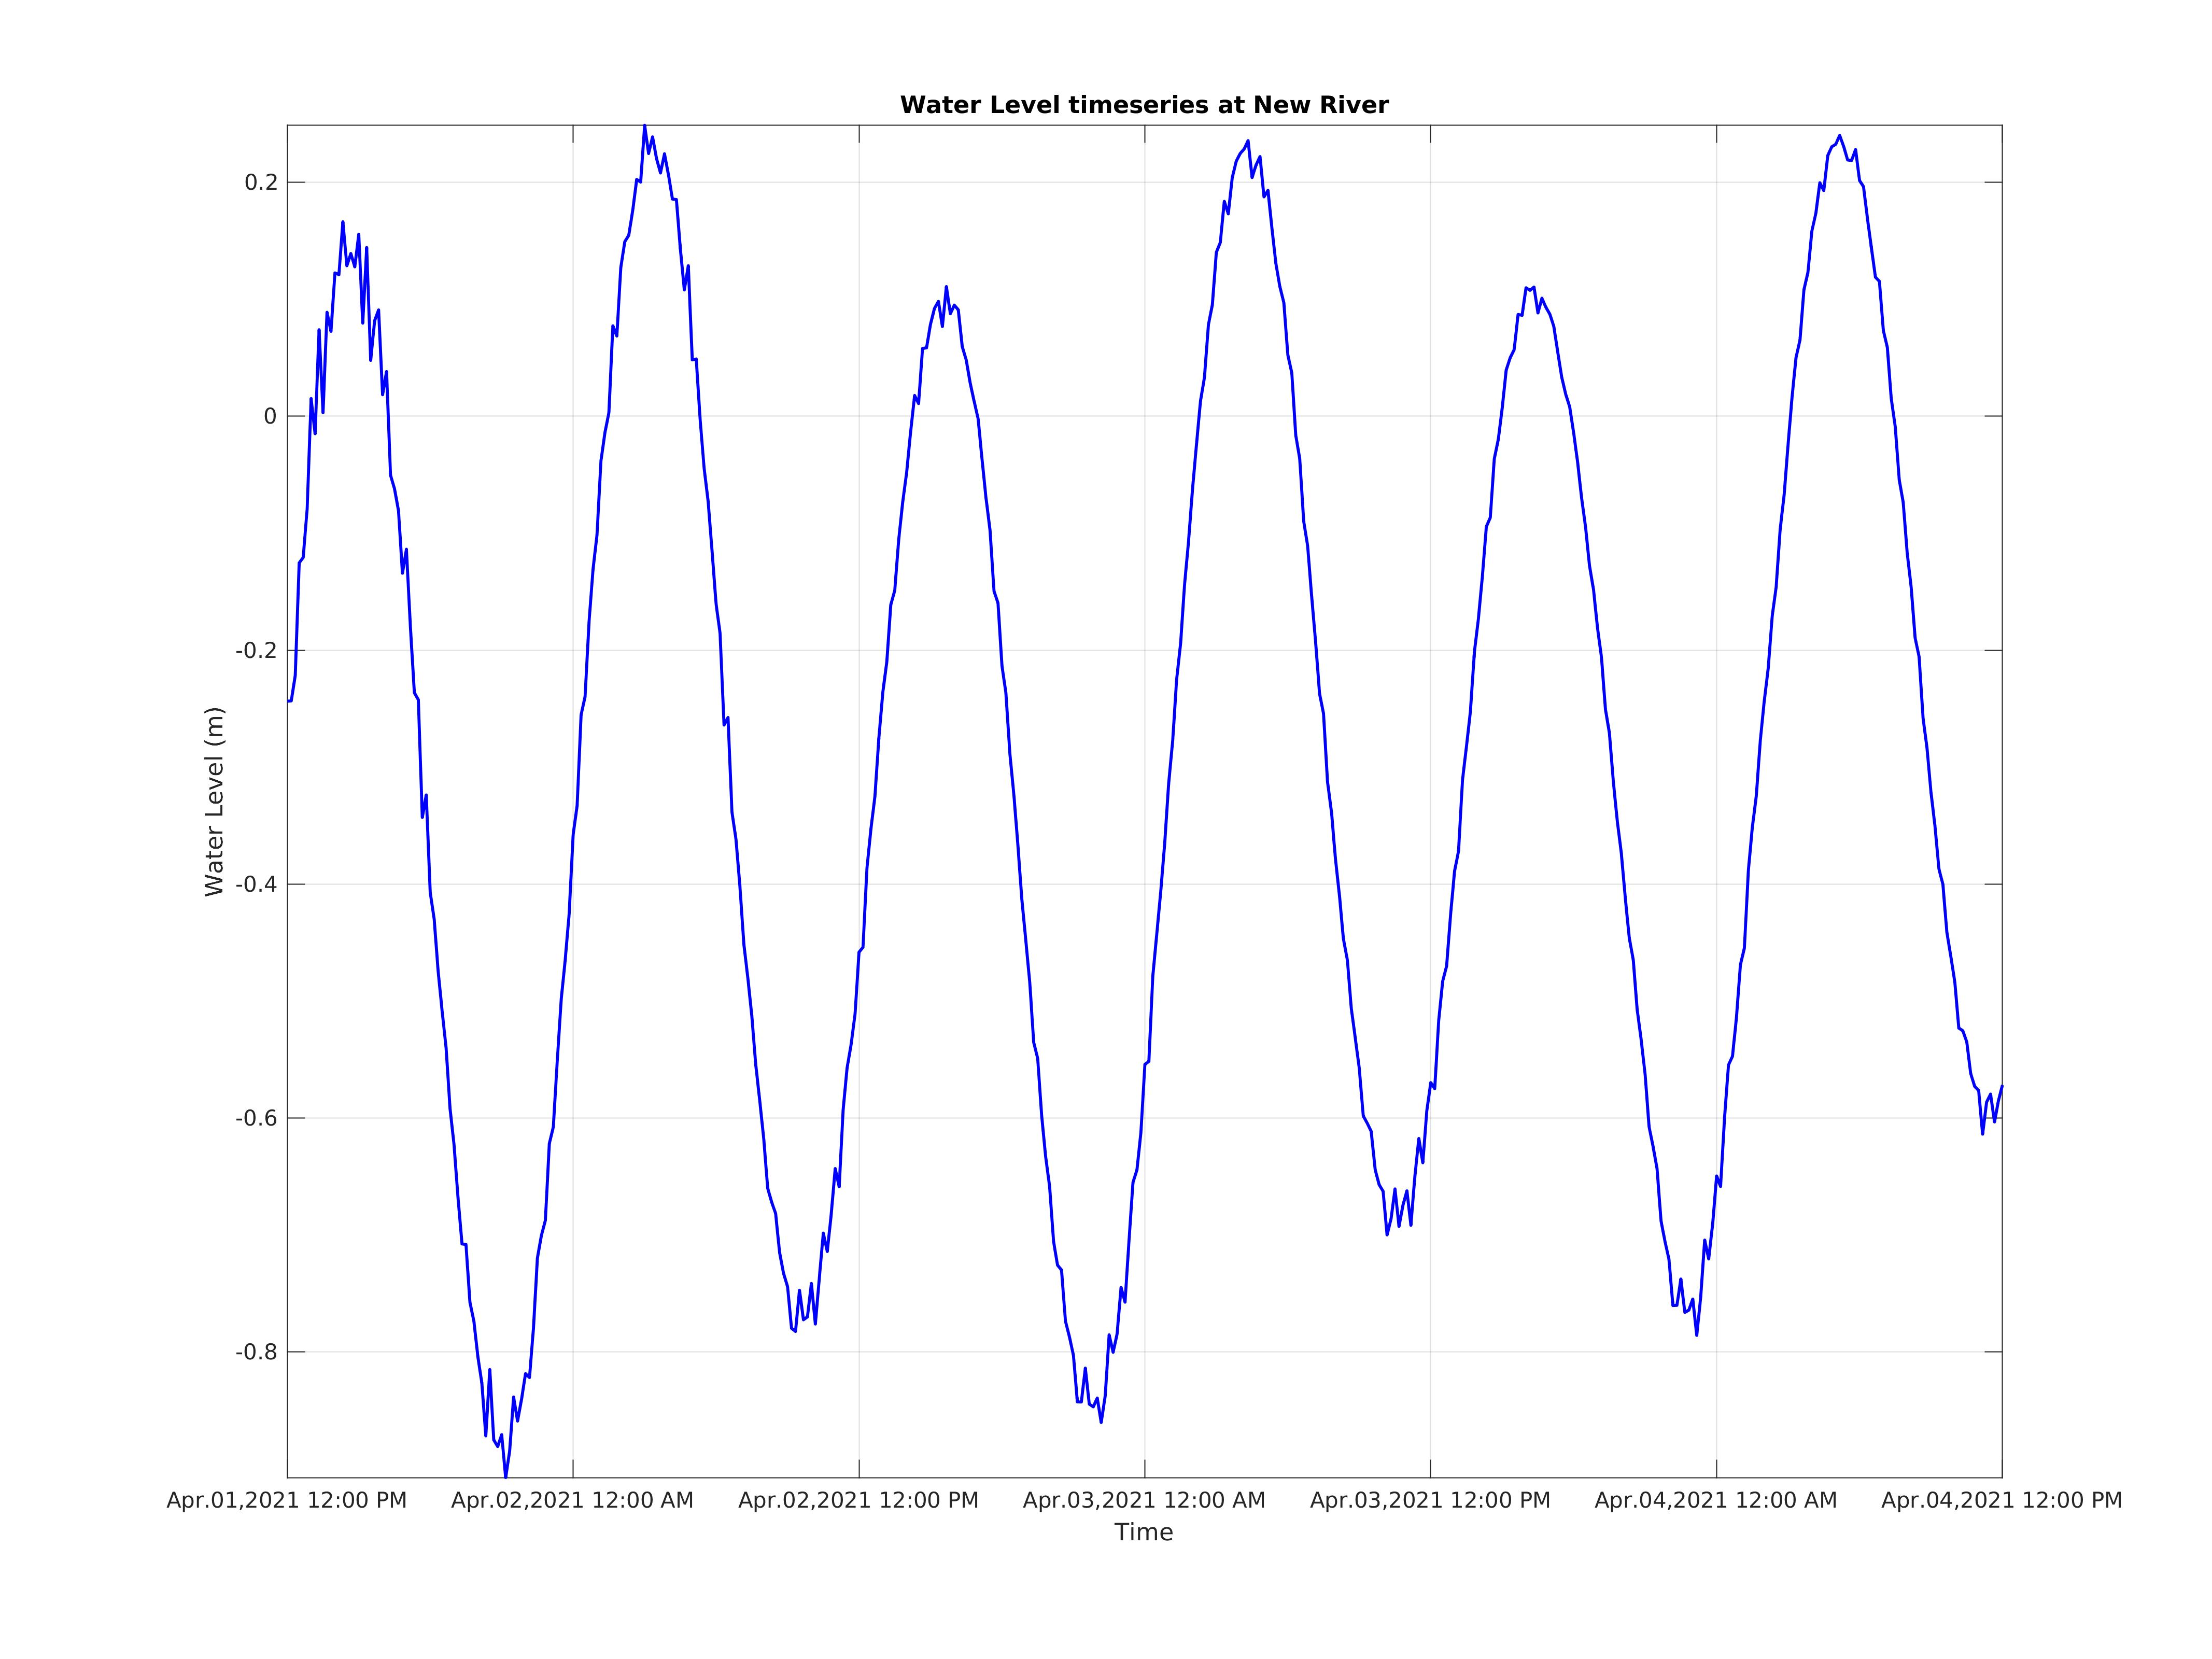 Water Level timeseries at New River
Water Level (m)
0.2
0
-0.2
-0.4
-0.6
-0.8
Apr.01,2021 12:00 PM Apr.02,2021 12:00 AM Apr.02,2021 12:00 PM Apr.03,2021 12:00 AM Apr.03,2021 12:00 PM Apr.04,2021 12:00 AM Apr.04,2021 12:00 PM
Time